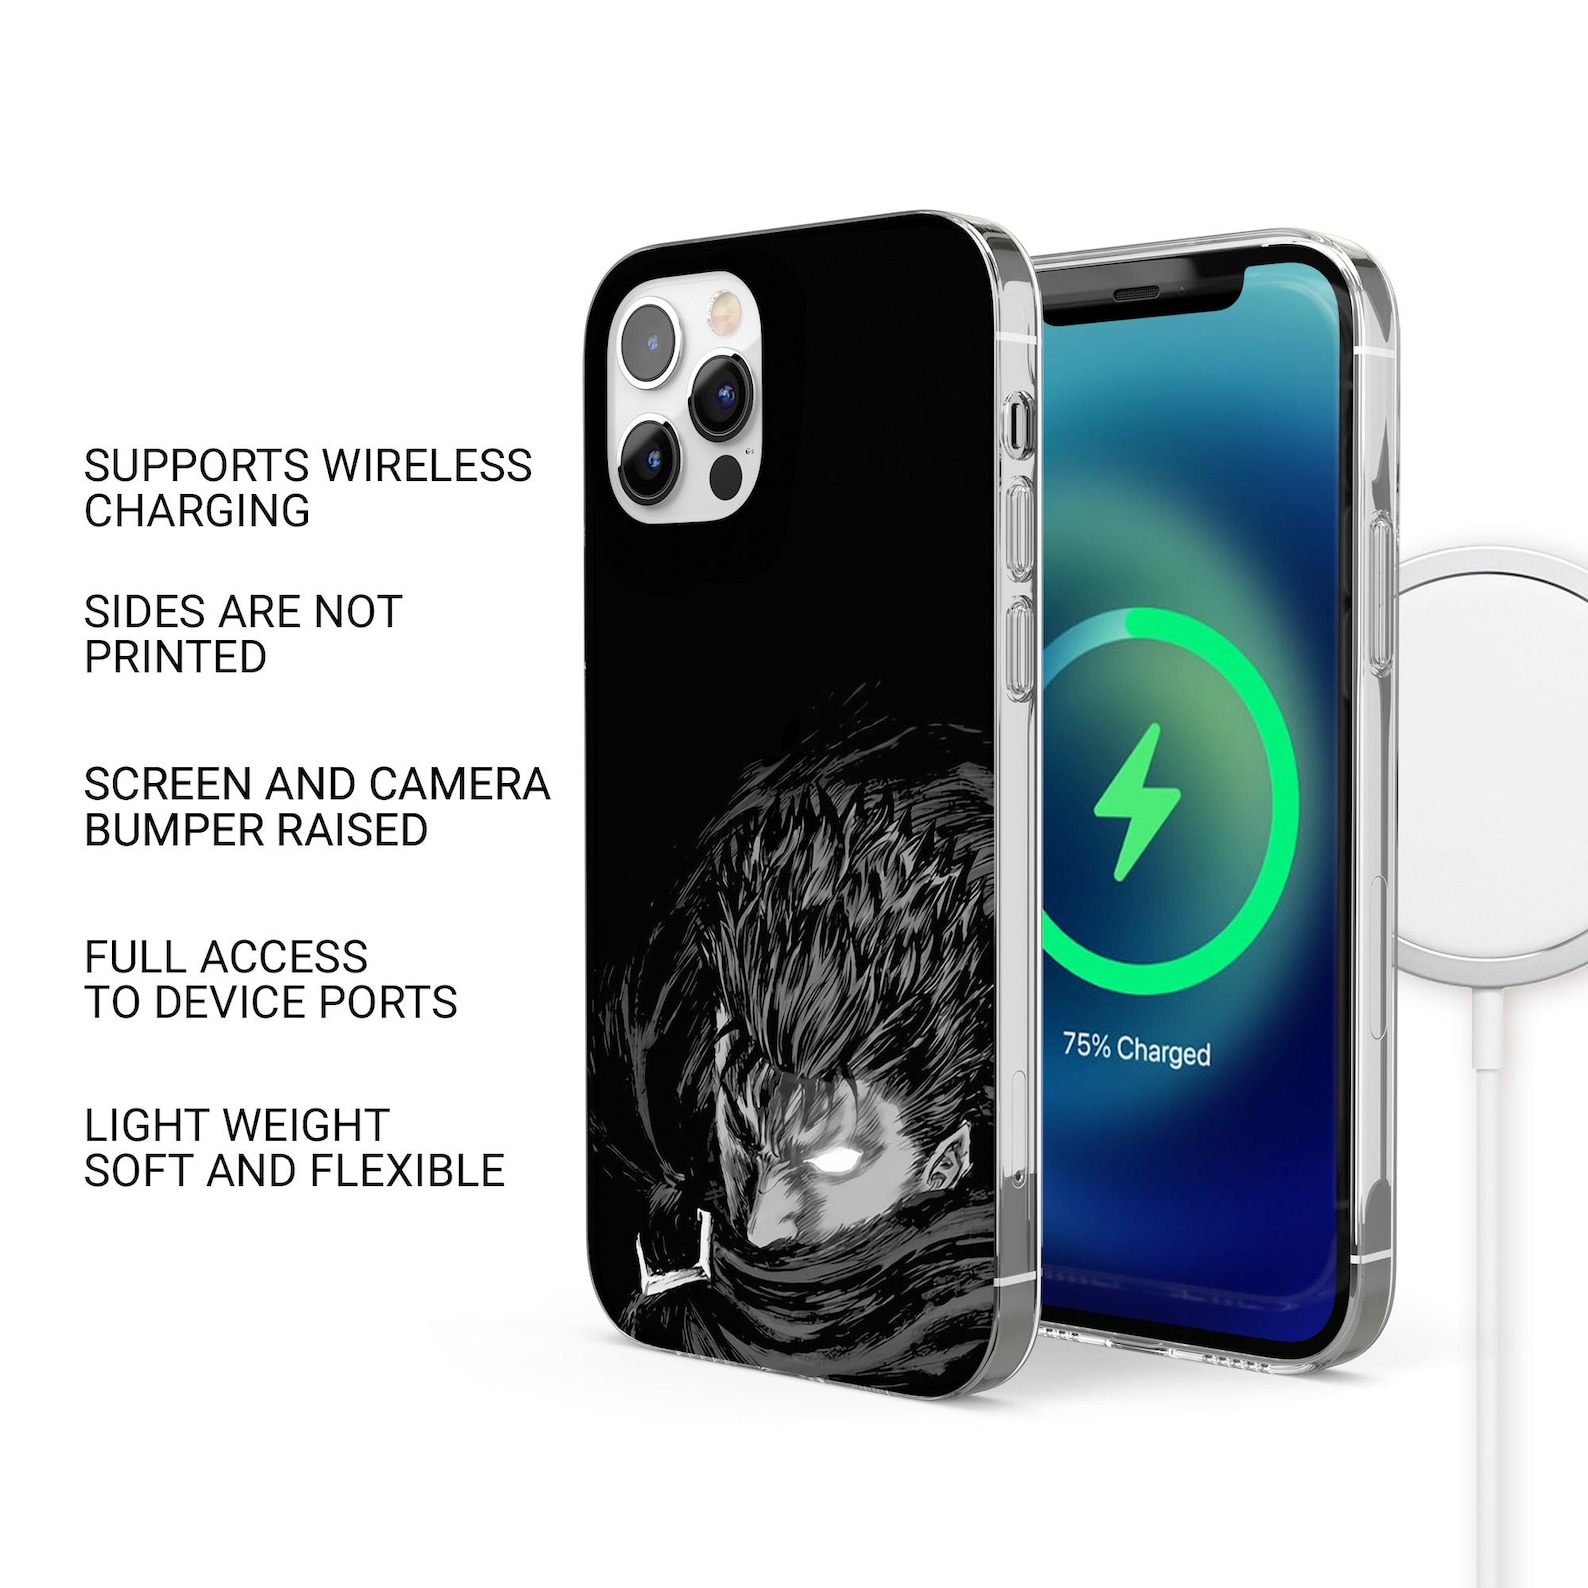 SUPPORTS WIRELESS
CHARGING
SIDES ARE NOT
PRINTED
SCREEN AND CAMERA
BUMPER RAISED
FULL ACCESS
TO DEVICE PORTS
LIGHT WEIGHT
SOFT AND FLEXIBLE
75% Charged